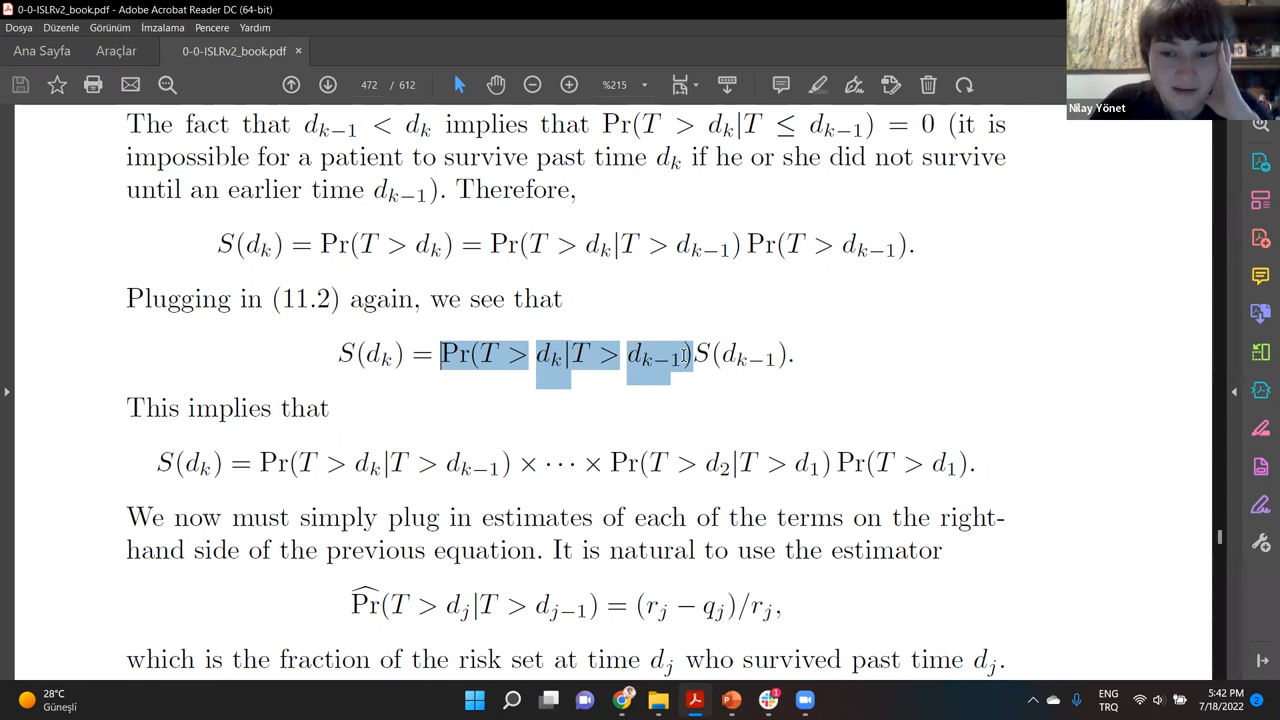 0-0-ISLRv2_book.pdf - Adobe Acrobat Reader DC (64-bit)
Dosya Düzenle Görünüm İmzalama Pencere Yardım
Ana Sayfa Araçlar 0-0-ISLRv2_book.pdf ×
472 / 612 %215
Nilay Yönet
The fact that d_{k−1} < d_k implies that Pr(T > d_k|T ≤ d_{k−1}) = 0 (it is
impossible for a patient to survive past time d_k if he or she did not survive
until an earlier time d_{k−1}). Therefore,
S(d_k) = Pr(T > d_k) = Pr(T > d_k|T > d_{k−1}) Pr(T > d_{k−1}).
Plugging in (11.2) again, we see that
S(d_k) = Pr(T > d_k|T > d_{k−1})S(d_{k−1}).
This implies that
S(d_k) = Pr(T > d_k|T > d_{k−1}) × ⋯ × Pr(T > d_2|T > d_1) Pr(T > d_1).
We now must simply plug in estimates of each of the terms on the right-
hand side of the previous equation. It is natural to use the estimator
P̂r(T > d_j|T > d_{j−1}) = (r_j − q_j)/r_j,
which is the fraction of the risk set at time d_j who survived past time d_j.
28°C
Güneşli
1
ENG
TRQ
5:42 PM
7/18/2022
2